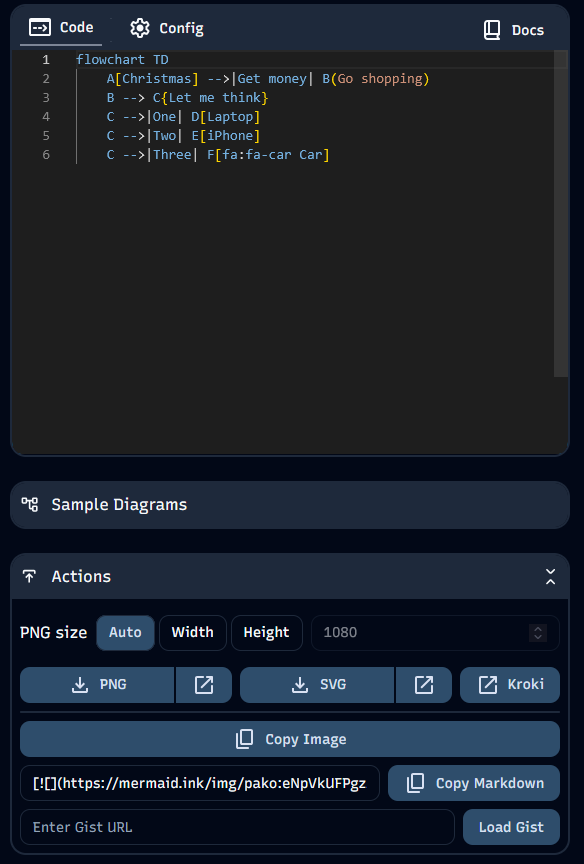 Code Config Docs
1 flowchart TD
2 A[Christmas] -->|Get money| B(Go shopping)
3 B --> C{Let me think}
4 C -->|One| D[Laptop]
5 C -->|Two| E[iPhone]
6 C -->|Three| F[fa:fa-car Car]
Sample Diagrams
Actions
PNG size Auto Width Height 1080
PNG SVG Kroki
Copy Image
[![](https://mermaid.ink/img/pako:eNpVkUFPgz Copy Markdown
Enter Gist URL Load Gist